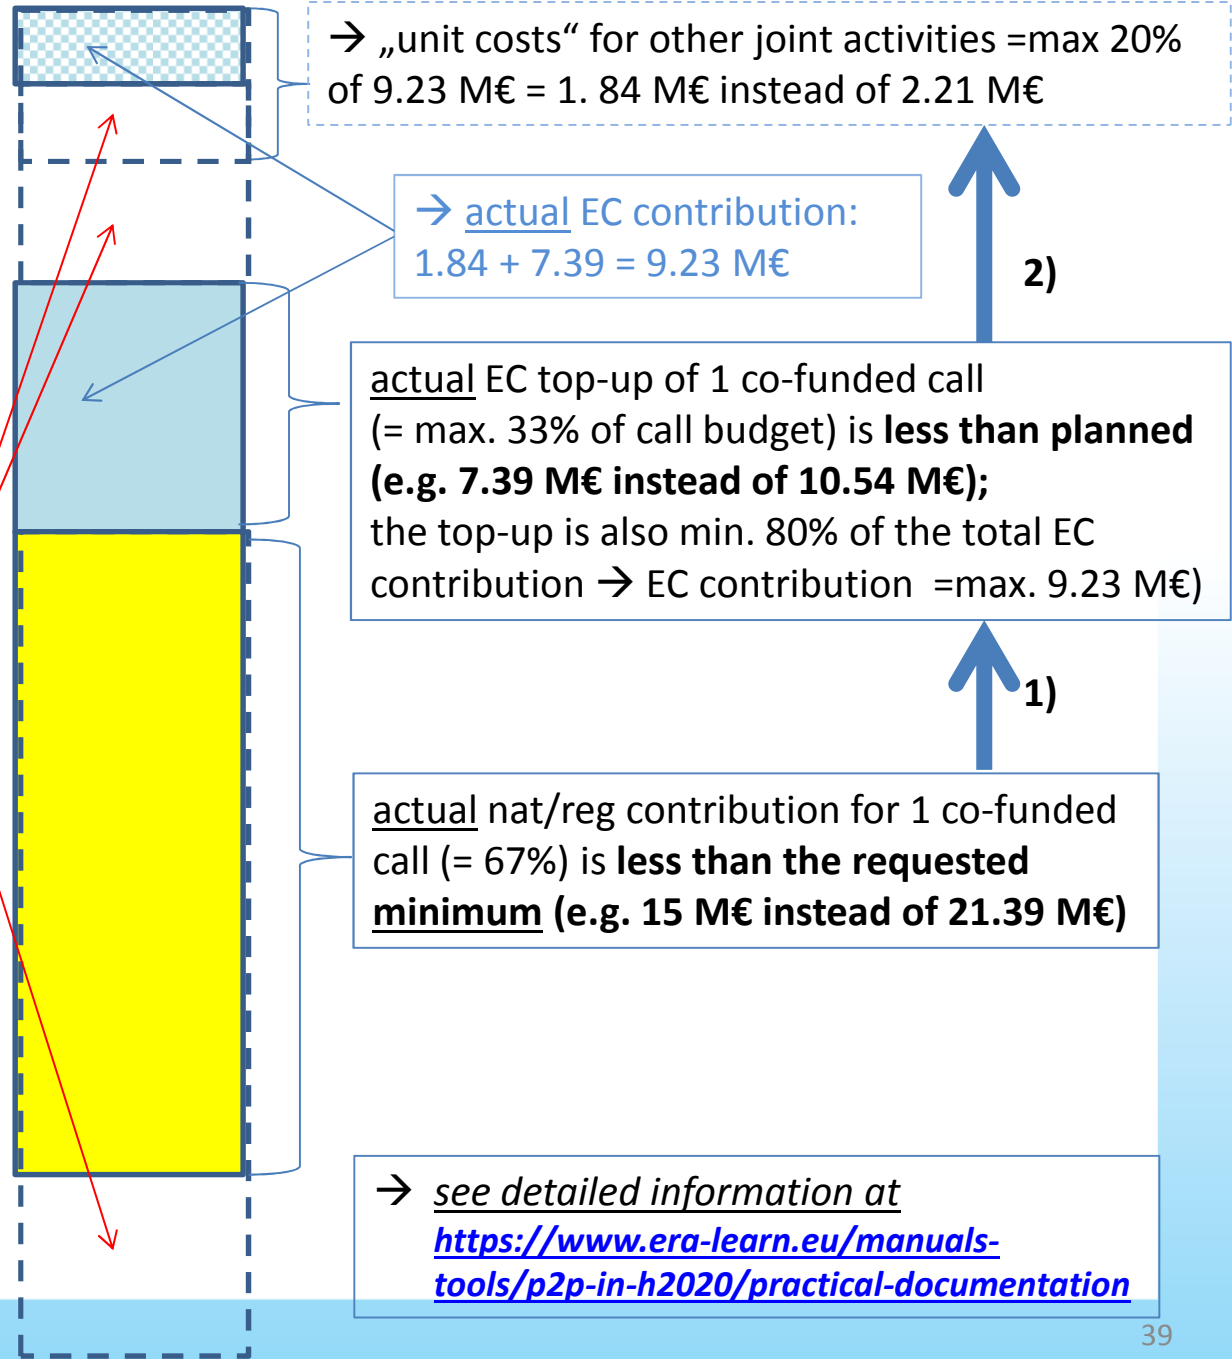 → „unit costs“ for other joint activities =max 20%
of 9.23 M€ = 1. 84 M€ instead of 2.21 M€
→ actual EC contribution:
1.84 + 7.39 = 9.23 M€
2)
actual EC top-up of 1 co-funded call
(= max. 33% of call budget) is less than planned
(e.g. 7.39 M€ instead of 10.54 M€);
the top-up is also min. 80% of the total EC
contribution → EC contribution =max. 9.23 M€)
1)
actual nat/reg contribution for 1 co-funded
call (= 67%) is less than the requested
minimum (e.g. 15 M€ instead of 21.39 M€)
→ see detailed information at
https://www.era-learn.eu/manuals-
tools/p2p-in-h2020/practical-documentation
39